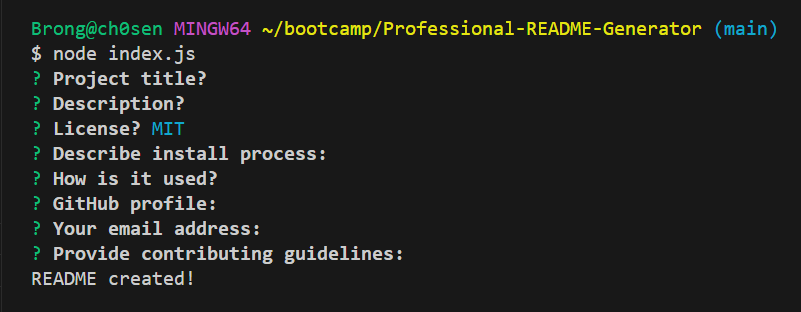 Brong@ch0sen MINGW64 ~/bootcamp/Professional-README-Generator (main)
$ node index.js
? Project title?
? Description?
? License? MIT
? Describe install process:
? How is it used?
? GitHub profile:
? Your email address:
? Provide contributing guidelines:
README created!